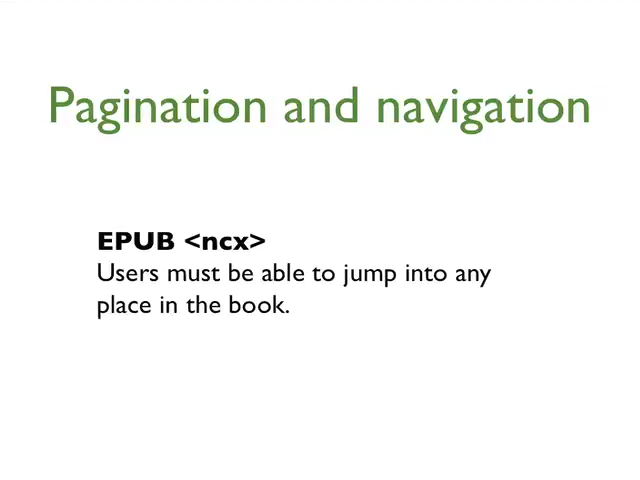 Pagination and navigation
EPUB <ncx>
Users must be able to jump into any
place in the book.